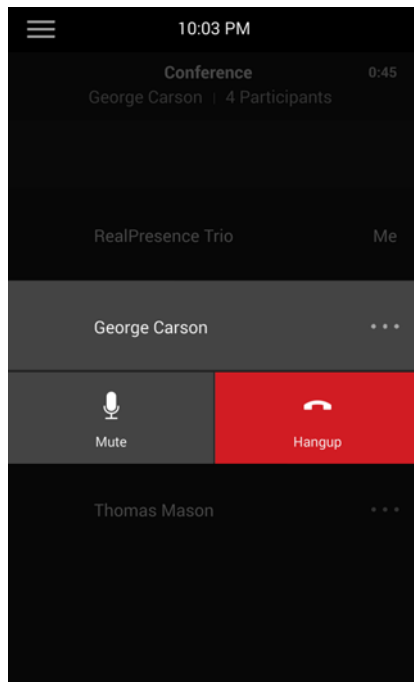 10:03 PM
Conference 0:45
George Carson | 4 Participants
RealPresence Trio Me
George Carson
Mute Hangup
Thomas Mason